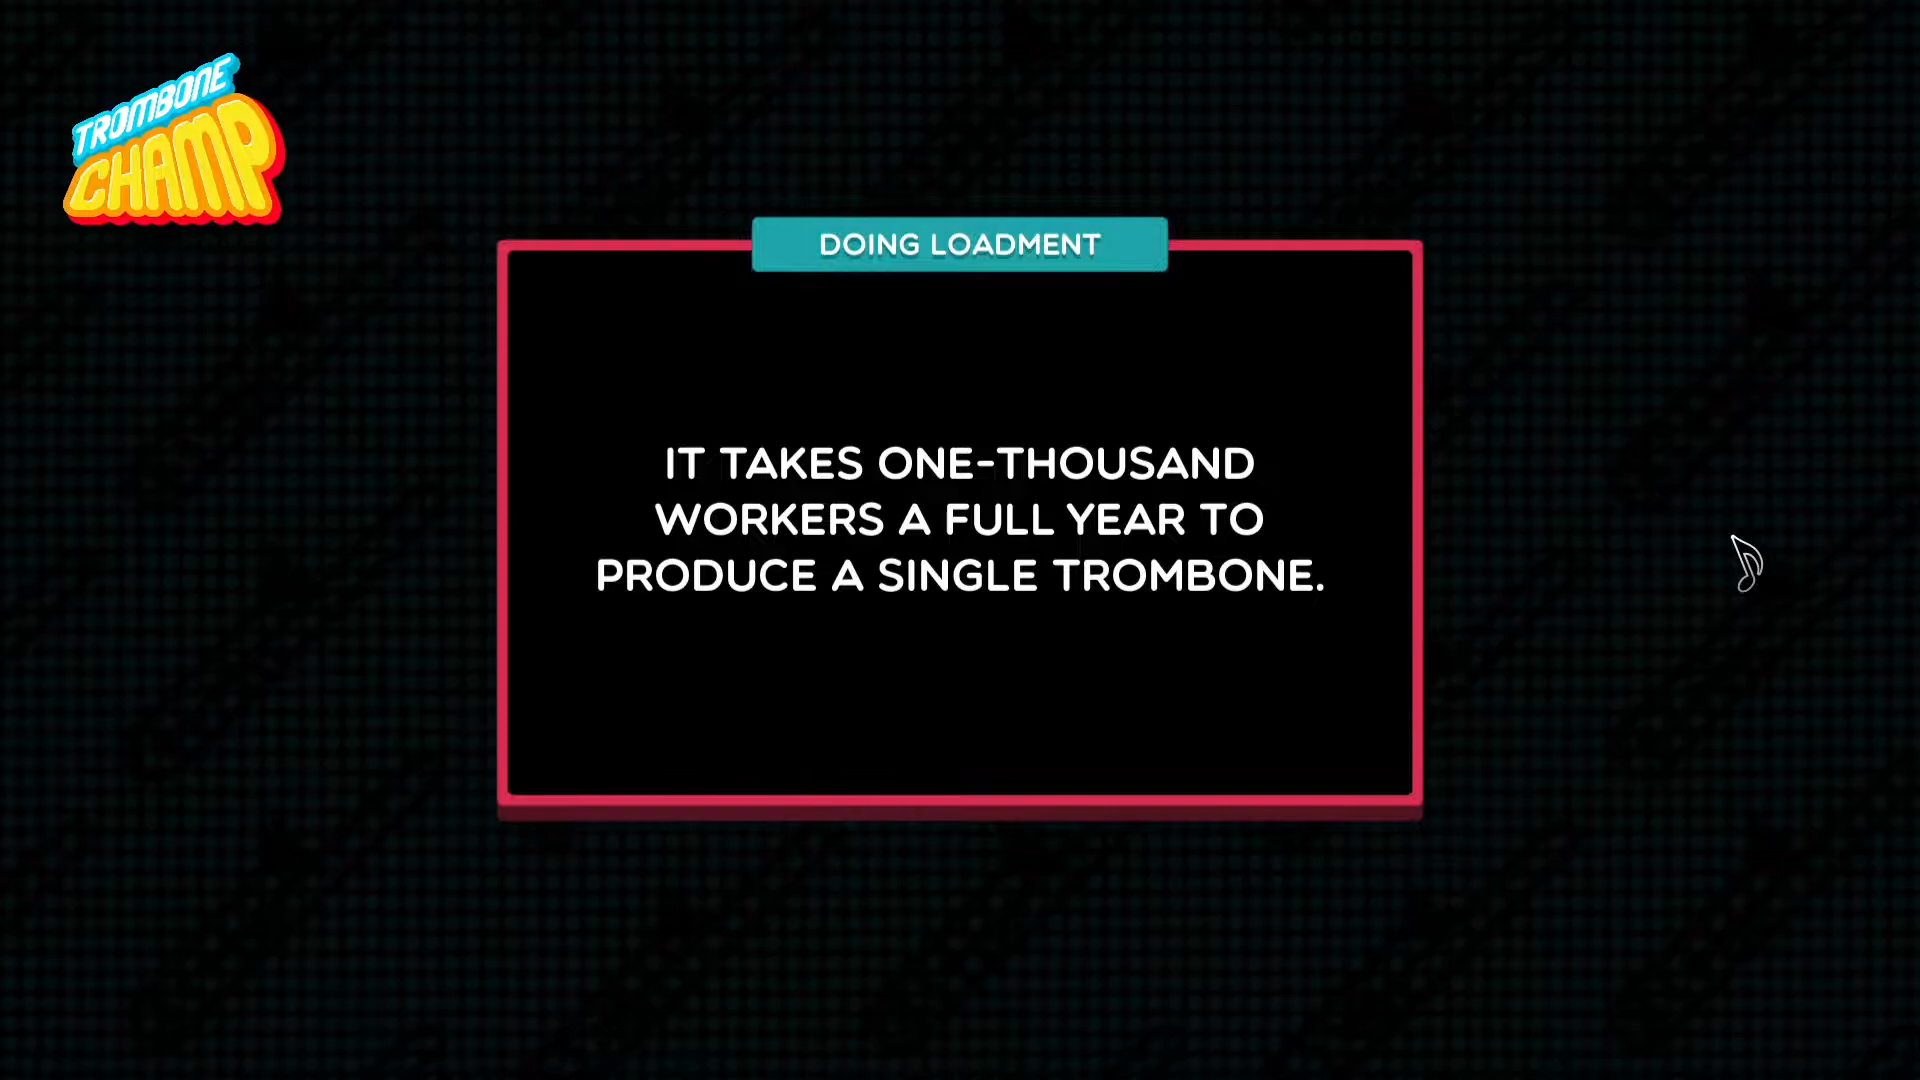 TROMBONE
CHAMP
DOING LOADMENT
IT TAKES ONE-THOUSAND
WORKERS A FULL YEAR TO
PRODUCE A SINGLE TROMBONE.